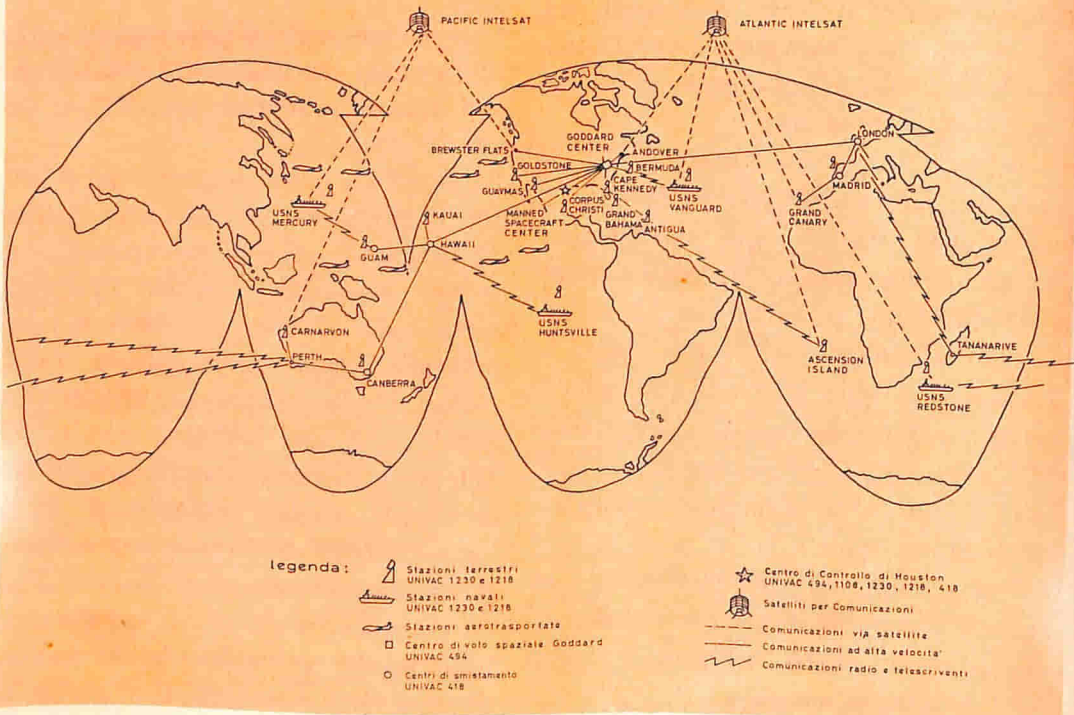 PACIFIC INTELSAT
ATLANTIC INTELSAT
BREWSTER FLATS
GODDARD
CENTER
ANDOVER
LONDON
GOLDSTONE
BERMUDA
GUAYMAS
CAPE
KENNEDY
MADRID
USNS
MERCURY
KAUAI
MANNED
SPACECRAFT
CENTER
CORPUS
CHRISTI
GRAND
BAHAMA
ANTIGUA
USNS
VANGUARD
GRAND
CANARY
GUAM
HAWAII
USNS
HUNTSVILLE
CARNARVON
PERTH
CANBERRA
ASCENSION
ISLAND
TANANARIVE
USNS
REDSTONE
legenda:
Stazioni terrestri
UNIVAC 1230 e 1218
Stazioni navali
UNIVAC 1230 e 1218
Stazioni aerotrasportate
Centro di volo spaziale Goddard
UNIVAC 494
Centri di smistamento
UNIVAC 418
Centro di Controllo di Houston
UNIVAC 494, 1108, 1230, 1218, 418
Satelliti per Comunicazioni
Comunicazioni via satellite
Comunicazioni ad alta velocita'
Comunicazioni radio e telescriventi